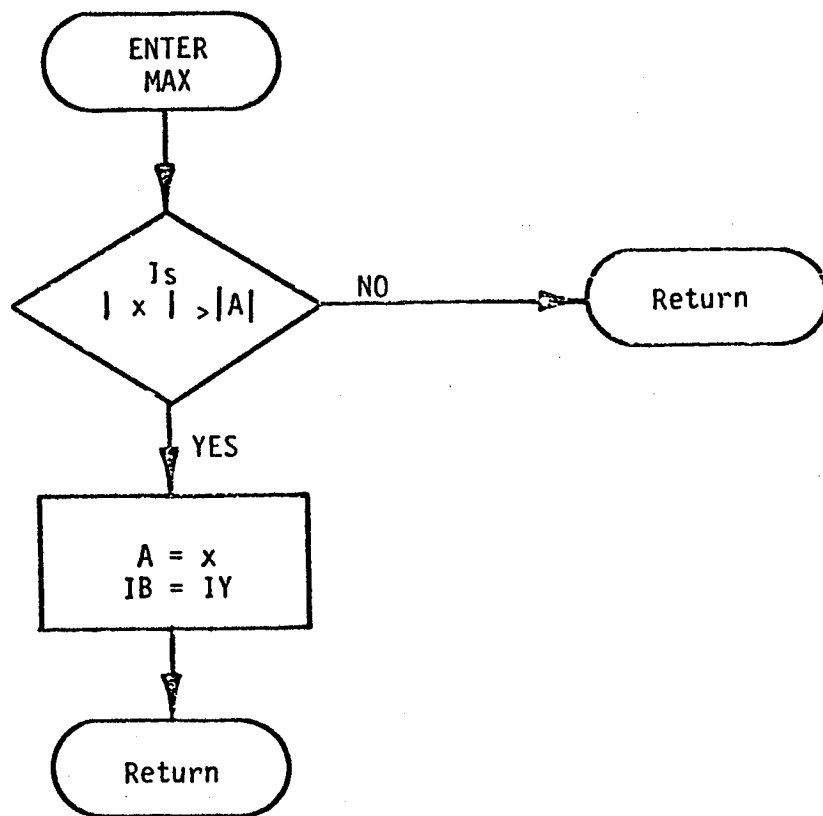 ENTER
MAX
Is
| x | >|A|
NO
Return
YES
A = x
IB = IY
Return